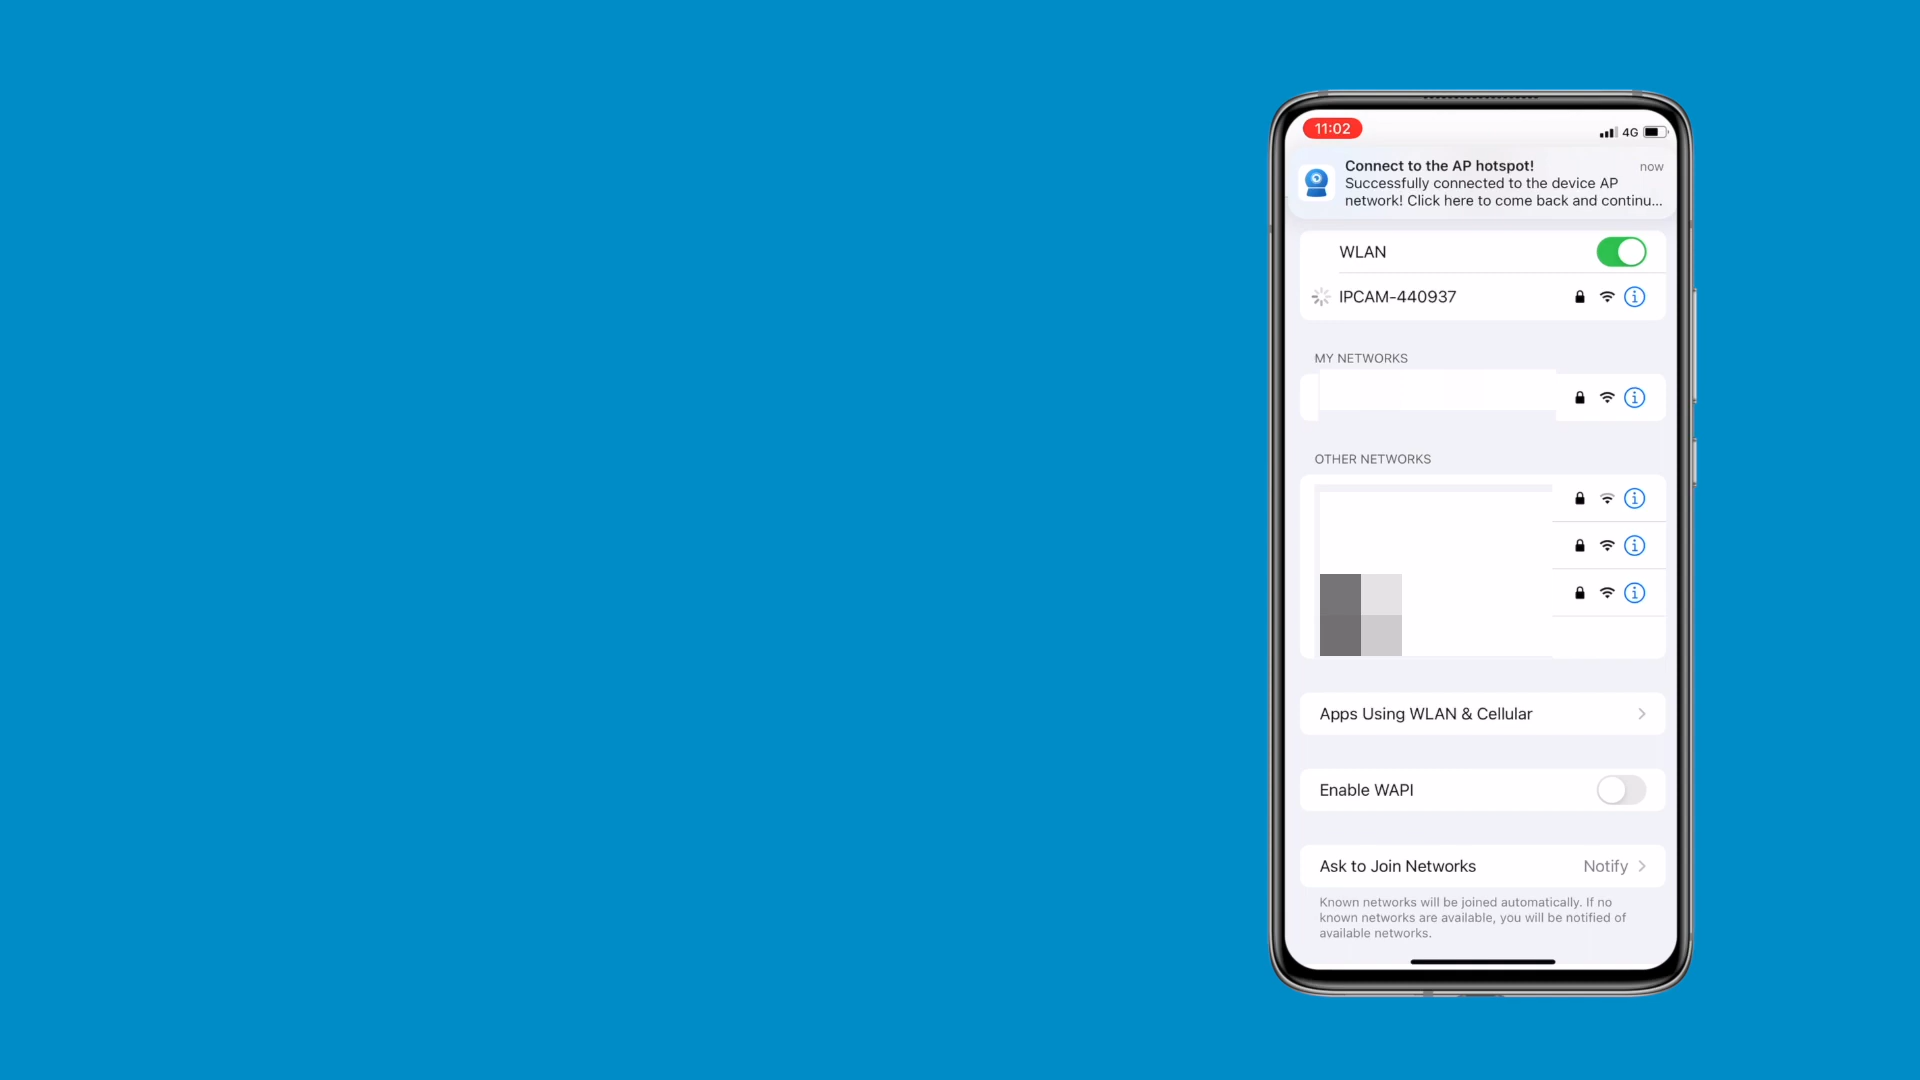 11:02
4G
Connect to the AP hotspot!
now
Successfully connected to the device AP
network! Click here to come back and continu...
WLAN
IPCAM-440937
MY NETWORKS
OTHER NETWORKS
Apps Using WLAN & Cellular
Enable WAPI
Ask to Join Networks
Notify
Known networks will be joined automatically. If no
known networks are available, you will be notified of
available networks.